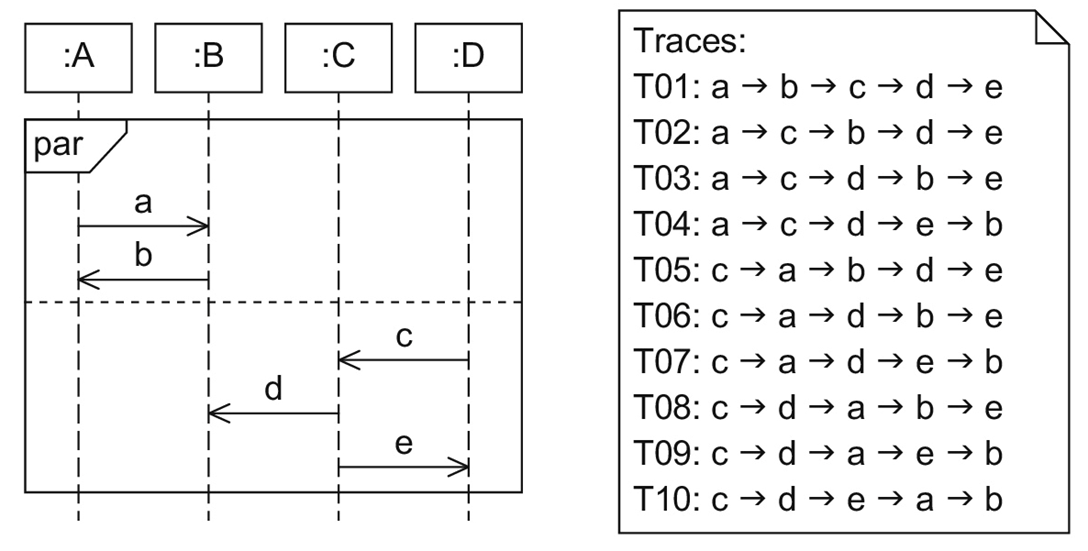 :A :B :C :D
par
a
b
c
d
e
Traces:
T01: a → b → c → d → e
T02: a → c → b → d → e
T03: a → c → d → b → e
T04: a → c → d → e → b
T05: c → a → b → d → e
T06: c → a → d → b → e
T07: c → a → d → e → b
T08: c → d → a → b → e
T09: c → d → a → e → b
T10: c → d → e → a → b